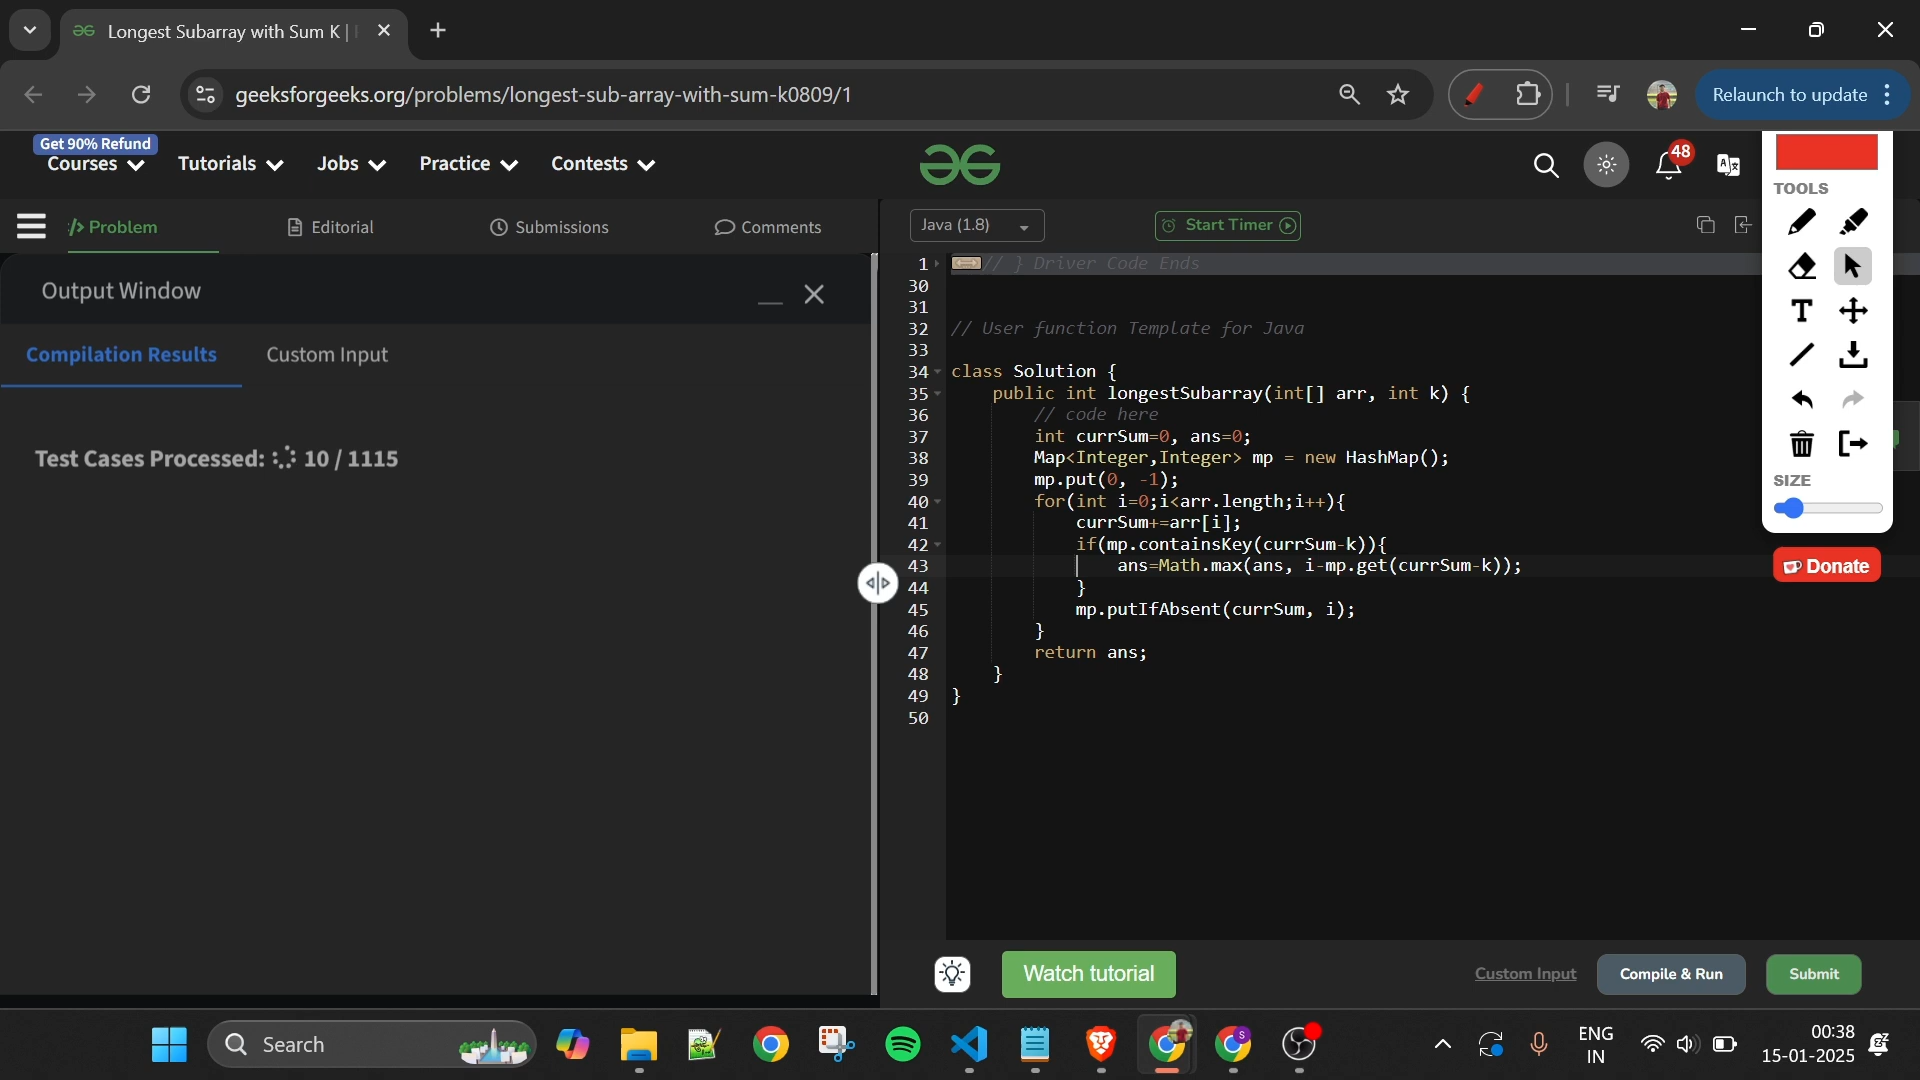 Longest Subarray with Sum K |
geeksforgeeks.org/problems/longest-sub-array-with-sum-k0809/1
Relaunch to update
Get 90% Refund
Courses
Tutorials
Jobs
Practice
Contests
48
TOOLS
Problem
Editorial
Submissions
Comments
Java (1.8)
Start Timer
Output Window
Compilation Results
Custom Input
Test Cases Processed: 10 / 1115
1 // } Driver Code Ends
30
31
32 // User function Template for Java
33
34 class Solution {
35 public int longestSubarray(int[] arr, int k) {
36 // code here
37 int currSum=0, ans=0;
38 Map<Integer,Integer> mp = new HashMap();
39 mp.put(0, -1);
40 for(int i=0;i<arr.length;i++){
41 currSum+=arr[i];
42 if(mp.containsKey(currSum-k)){
43 ans=Math.max(ans, i-mp.get(currSum-k));
44 }
45 mp.putIfAbsent(currSum, i);
46 }
47 return ans;
48 }
49 }
50
SIZE
Donate
Watch tutorial
Custom Input
Compile & Run
Submit
Search
ENG
IN
00:38
15-01-2025